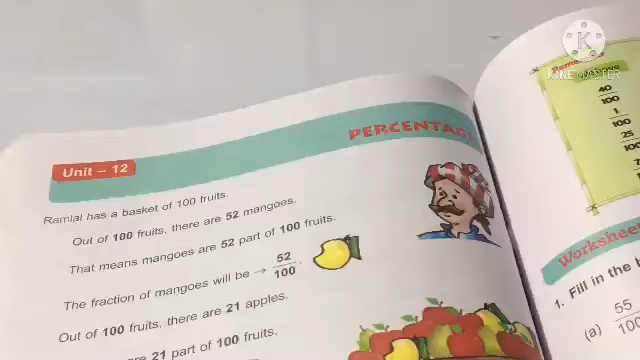 PERCENTAG
Unit – 12
Ramlal has a basket of 100 fruits.
Out of 100 fruits, there are 52 mangoes.
That means mangoes are 52 part of 100 fruits.
The fraction of mangoes will be → 52/100.
Out of 100 fruits, there are 21 apples.
21 part of 100 fruits.
K
KINEMASTER
40
100
1
100
25
100
Worksheet
1. Fill in the
(a) 55/100